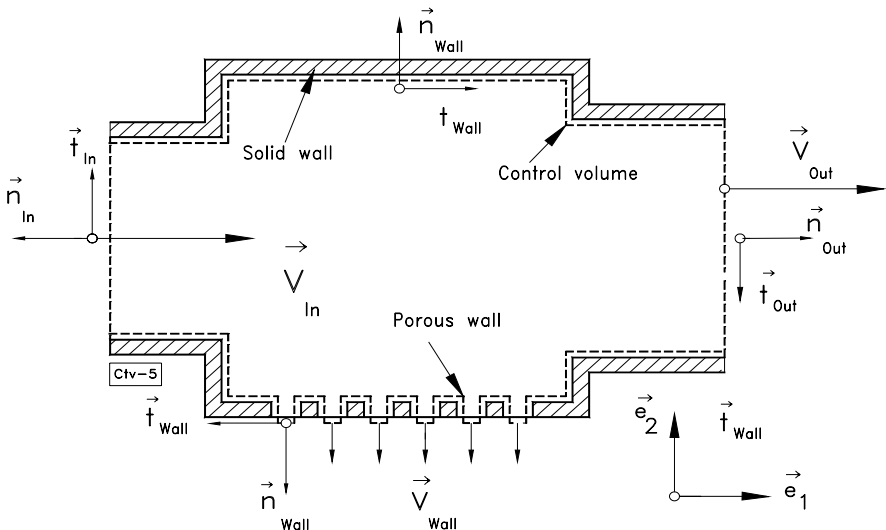 n Wall
t Wall
Solid wall
t In
n In
V In
Control volume
V Out
n Out
t Out
Porous wall
Ctv-5
t Wall
n Wall
V Wall
e 2
t Wall
e 1